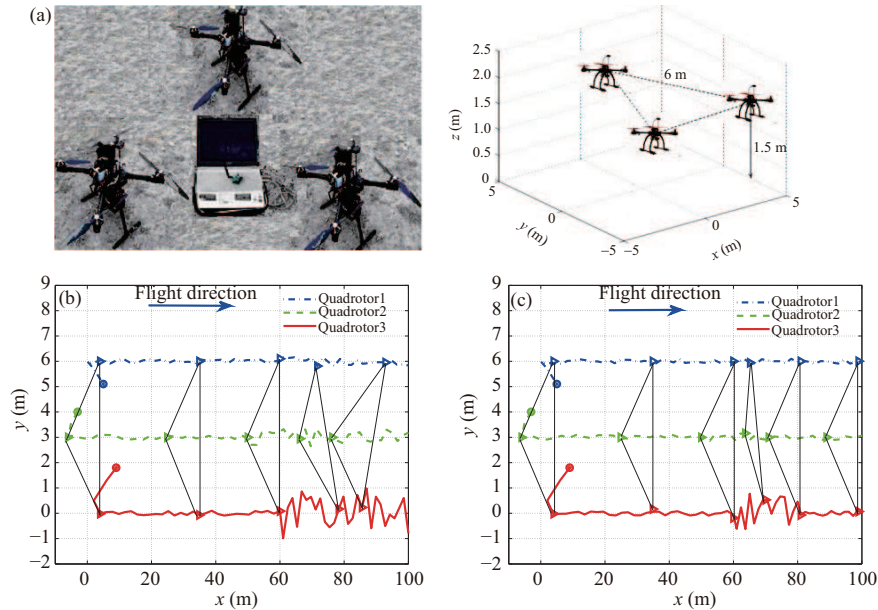 (a)
2.5
2.0
1.5
1.0
0.5
0
z (m)
6 m
1.5 m
5
0
−5
y (m)
−5
0
5
x (m)
(b)
Flight direction
Quadrotor1
Quadrotor2
Quadrotor3
9
8
7
6
5
4
3
2
1
0
−1
−2
y (m)
0 20 40 60 80 100
x (m)
(c)
Flight direction
Quadrotor1
Quadrotor2
Quadrotor3
9
8
7
6
5
4
3
2
1
0
−1
−2
y (m)
0 20 40 60 80 100
x (m)